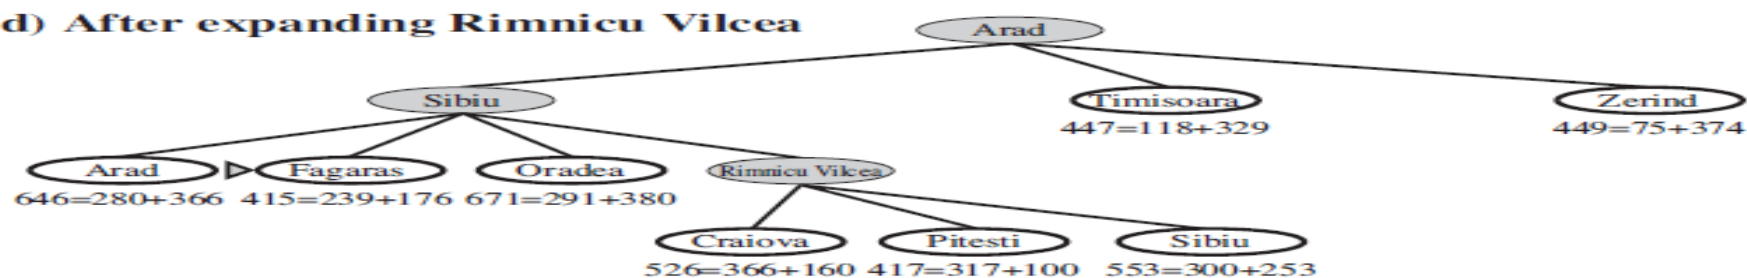 d) After expanding Rimnicu Vilcea
Arad
Sibiu
Timisoara
Zerind
447=118+329
449=75+374
Arad
Fagaras
Oradea
Rimnicu Vilcea
646=280+366
415=239+176
671=291+380
Craiova
Pitesti
Sibiu
526=366+160
417=317+100
553=300+253